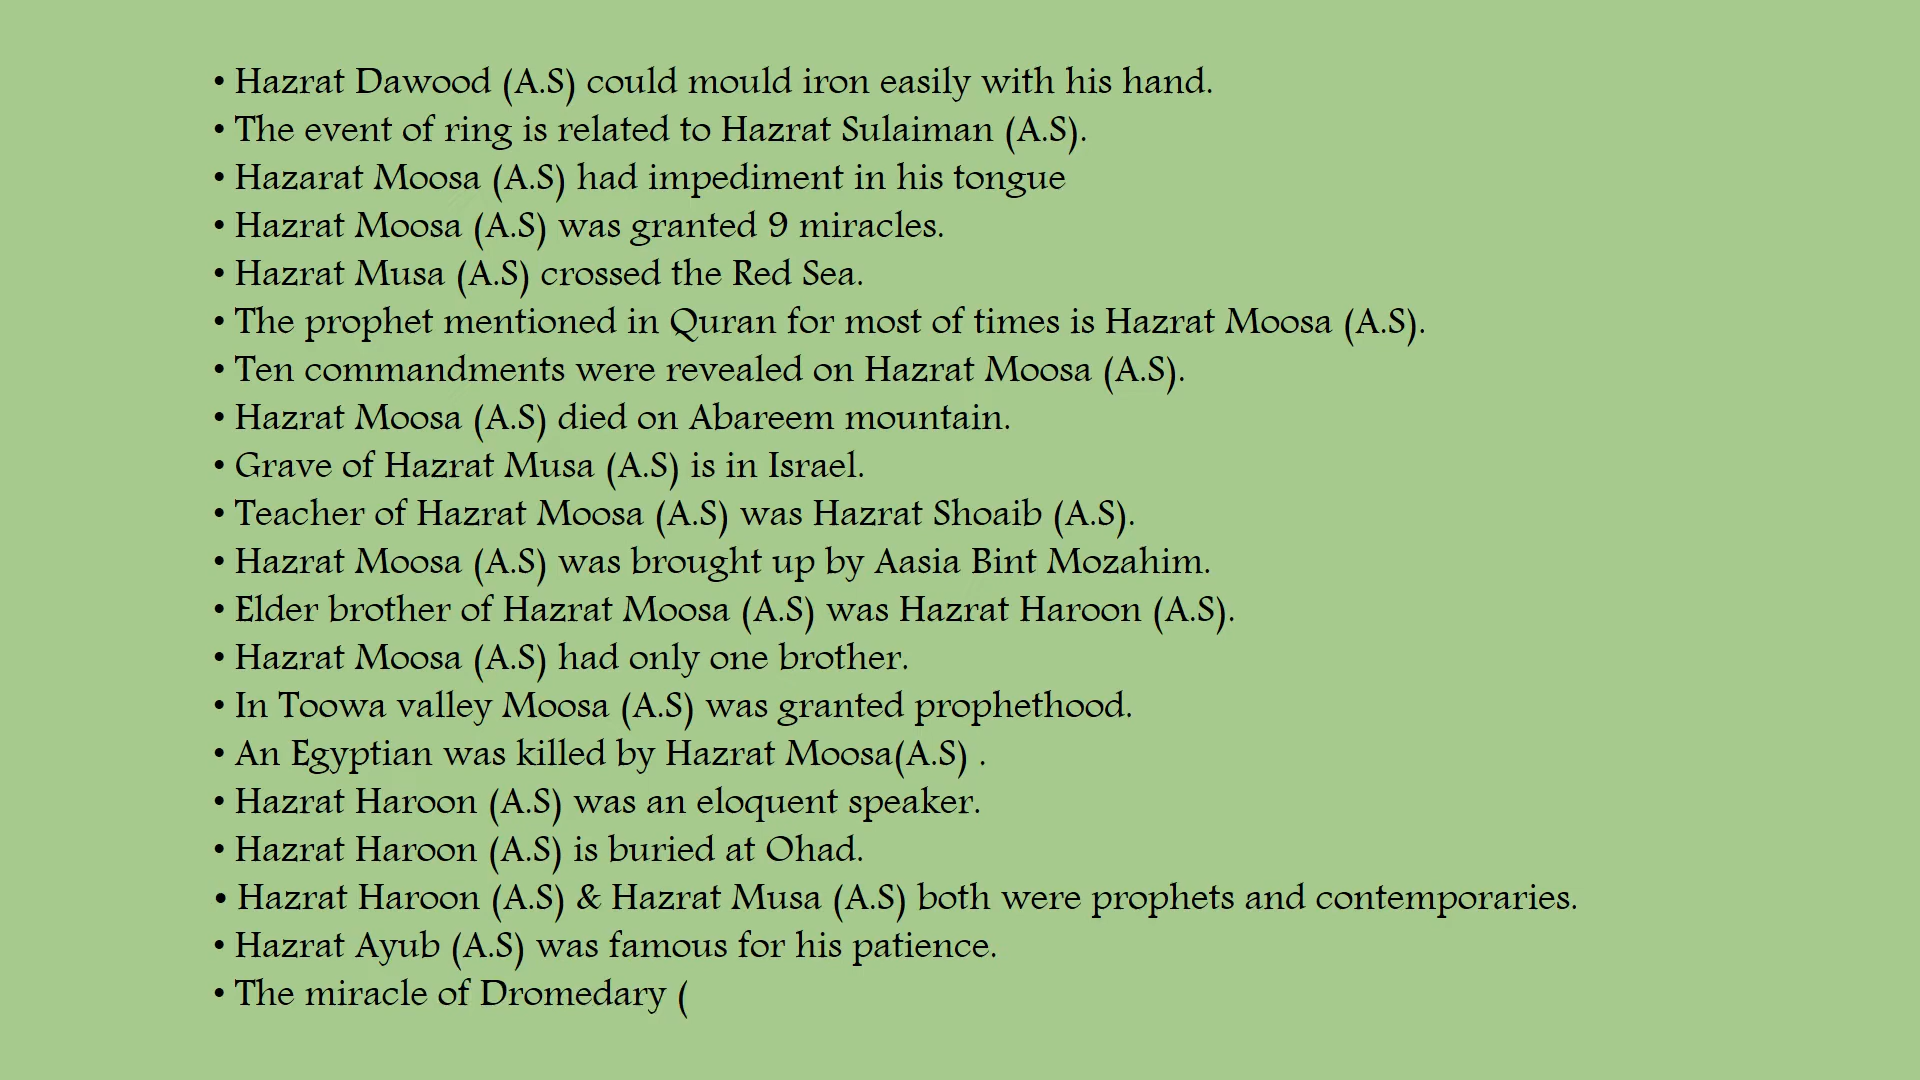 • Hazrat Dawood (A.S) could mould iron easily with his hand.
• The event of ring is related to Hazrat Sulaiman (A.S).
• Hazarat Moosa (A.S) had impediment in his tongue
• Hazrat Moosa (A.S) was granted 9 miracles.
• Hazrat Musa (A.S) crossed the Red Sea.
• The prophet mentioned in Quran for most of times is Hazrat Moosa (A.S).
• Ten commandments were revealed on Hazrat Moosa (A.S).
• Hazrat Moosa (A.S) died on Abareem mountain.
• Grave of Hazrat Musa (A.S) is in Israel.
• Teacher of Hazrat Moosa (A.S) was Hazrat Shoaib (A.S).
• Hazrat Moosa (A.S) was brought up by Aasia Bint Mozahim.
• Elder brother of Hazrat Moosa (A.S) was Hazrat Haroon (A.S).
• Hazrat Moosa (A.S) had only one brother.
• In Toowa valley Moosa (A.S) was granted prophethood.
• An Egyptian was killed by Hazrat Moosa(A.S) .
• Hazrat Haroon (A.S) was an eloquent speaker.
• Hazrat Haroon (A.S) is buried at Ohad.
• Hazrat Haroon (A.S) & Hazrat Musa (A.S) both were prophets and contemporaries.
• Hazrat Ayub (A.S) was famous for his patience.
• The miracle of Dromedary (